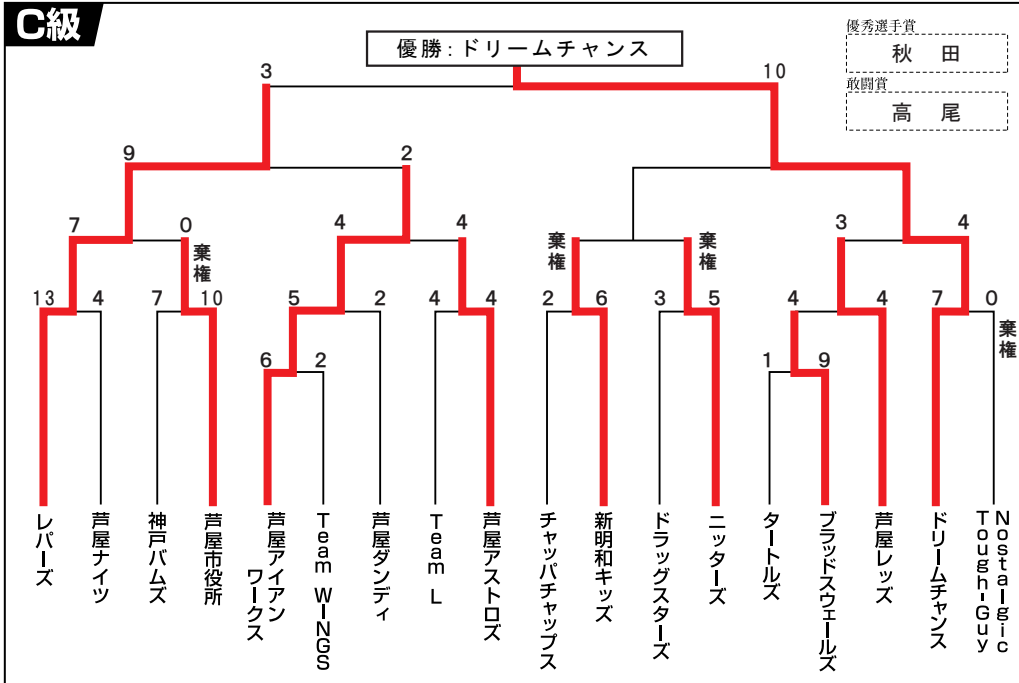 C級
優勝:ドリームチャンス
優秀選手賞
秋 田
敢闘賞
高 尾
3
10
9
2
7
0
棄権
4
4
棄権
棄権
3
4
13
4
7
10
5
2
4
4
2
6
3
5
4
4
7
0
棄権
6
2
1
9
レパーズ
芦屋ナイツ
神戸バムズ
芦屋市役所
芦屋アイアン
ワークス
Team WINGS
芦屋ダンディ
Team L
芦屋アストロズ
チャッパチャップス
新明和キッズ
ドラッグスターズ
ニッターズ
タートルズ
ブラッドスウェールズ
芦屋レッズ
ドリームチャンス
Nostalgic
Tough-Guy